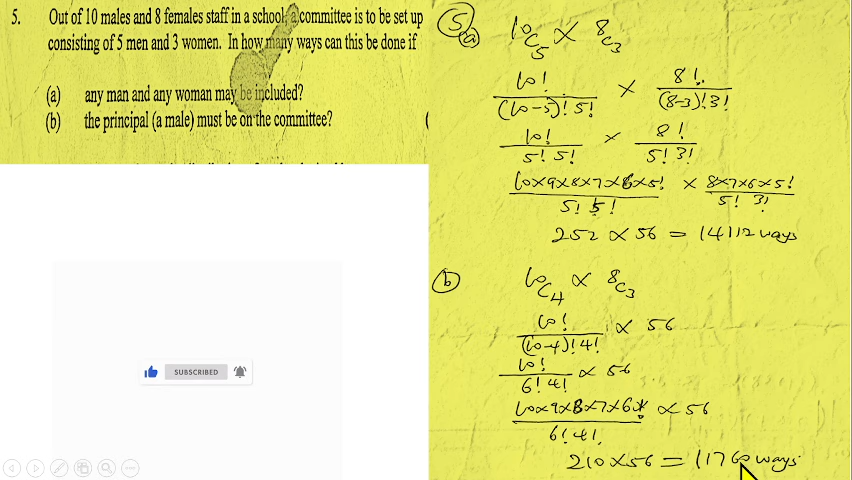 5. Out of 10 males and 8 females staff in a school, a committee is to be set up
consisting of 5 men and 3 women. In how many ways can this be done if
(a) any man and any woman may be included?
(b) the principal (a male) must be on the committee?
SUBSCRIBED
5(a) 10C5 × 8C3
10!/(10-5)! 5! × 8!/(8-3)! 3!
10!/5! 5! × 8!/5! 3!
10×9×8×7×6×5!/5! 5! × 8×7×6×5!/5! 3!
252 × 56 = 14112 ways
(b) 10C4 × 8C3
10!/(10-4)! 4! × 56
10!/6! 4! × 56
10×9×8×7×6!/6! 4! × 56
210 × 56 = 11760 ways